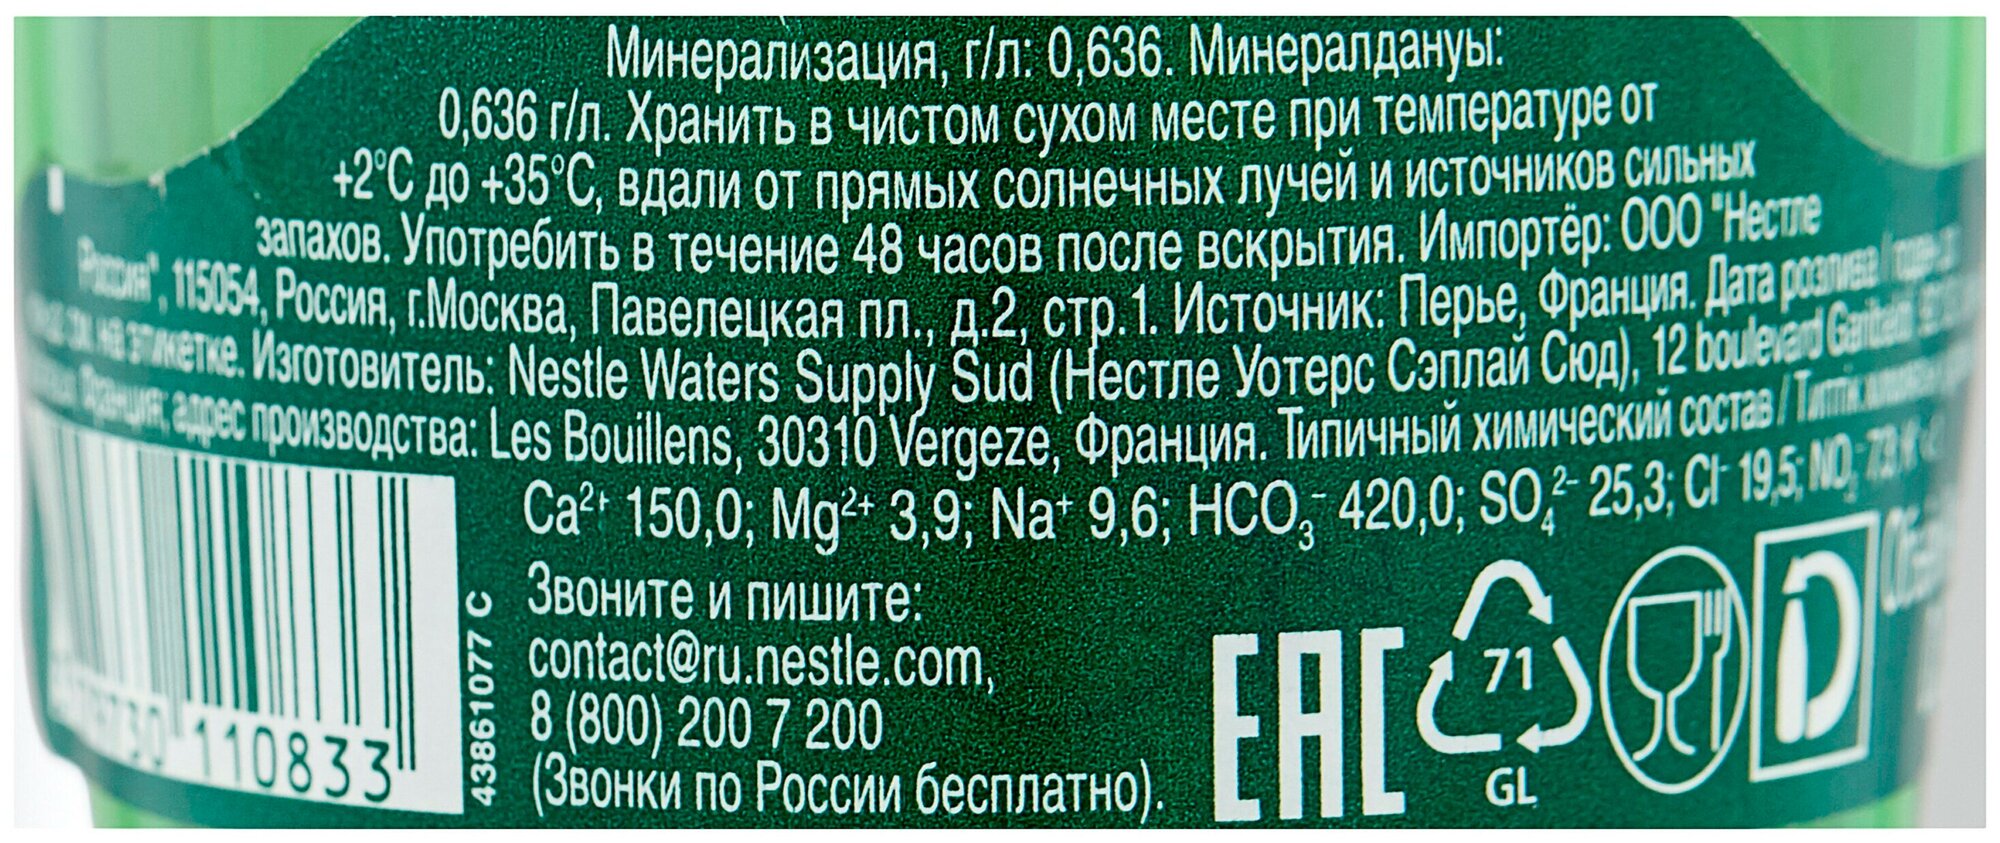 Минерализация, г/л: 0,636. Минералдануы:
0,636 г/л. Хранить в чистом сухом месте при температуре от
+2°C до +35°C, вдали от прямых солнечных лучей и источников сильных
запахов. Употребить в течение 48 часов после вскрытия. Импортёр: ООО "Нестле
Россия", 115054, Россия, г.Москва, Павелецкая пл., д.2, стр.1. Источник: Перье, Франция. Дата розлива /
на этикетке. Изготовитель: Nestle Waters Supply Sud (Нестле Уотерс Сэплай Сюд), 12 boulevard Garibaldi,
Франция; адрес производства: Les Bouillens, 30310 Vergeze, Франция. Типичный химический состав / Типтік
Ca²⁺ 150,0; Mg²⁺ 3,9; Na⁺ 9,6; HCO₃⁻ 420,0; SO₄²⁻ 25,3; Cl⁻ 19,5;
Звоните и пишите:
contact@ru.nestle.com,
8 (800) 200 7 200
(Звонки по России бесплатно).
110833
43861077 C
EAC
71
GL